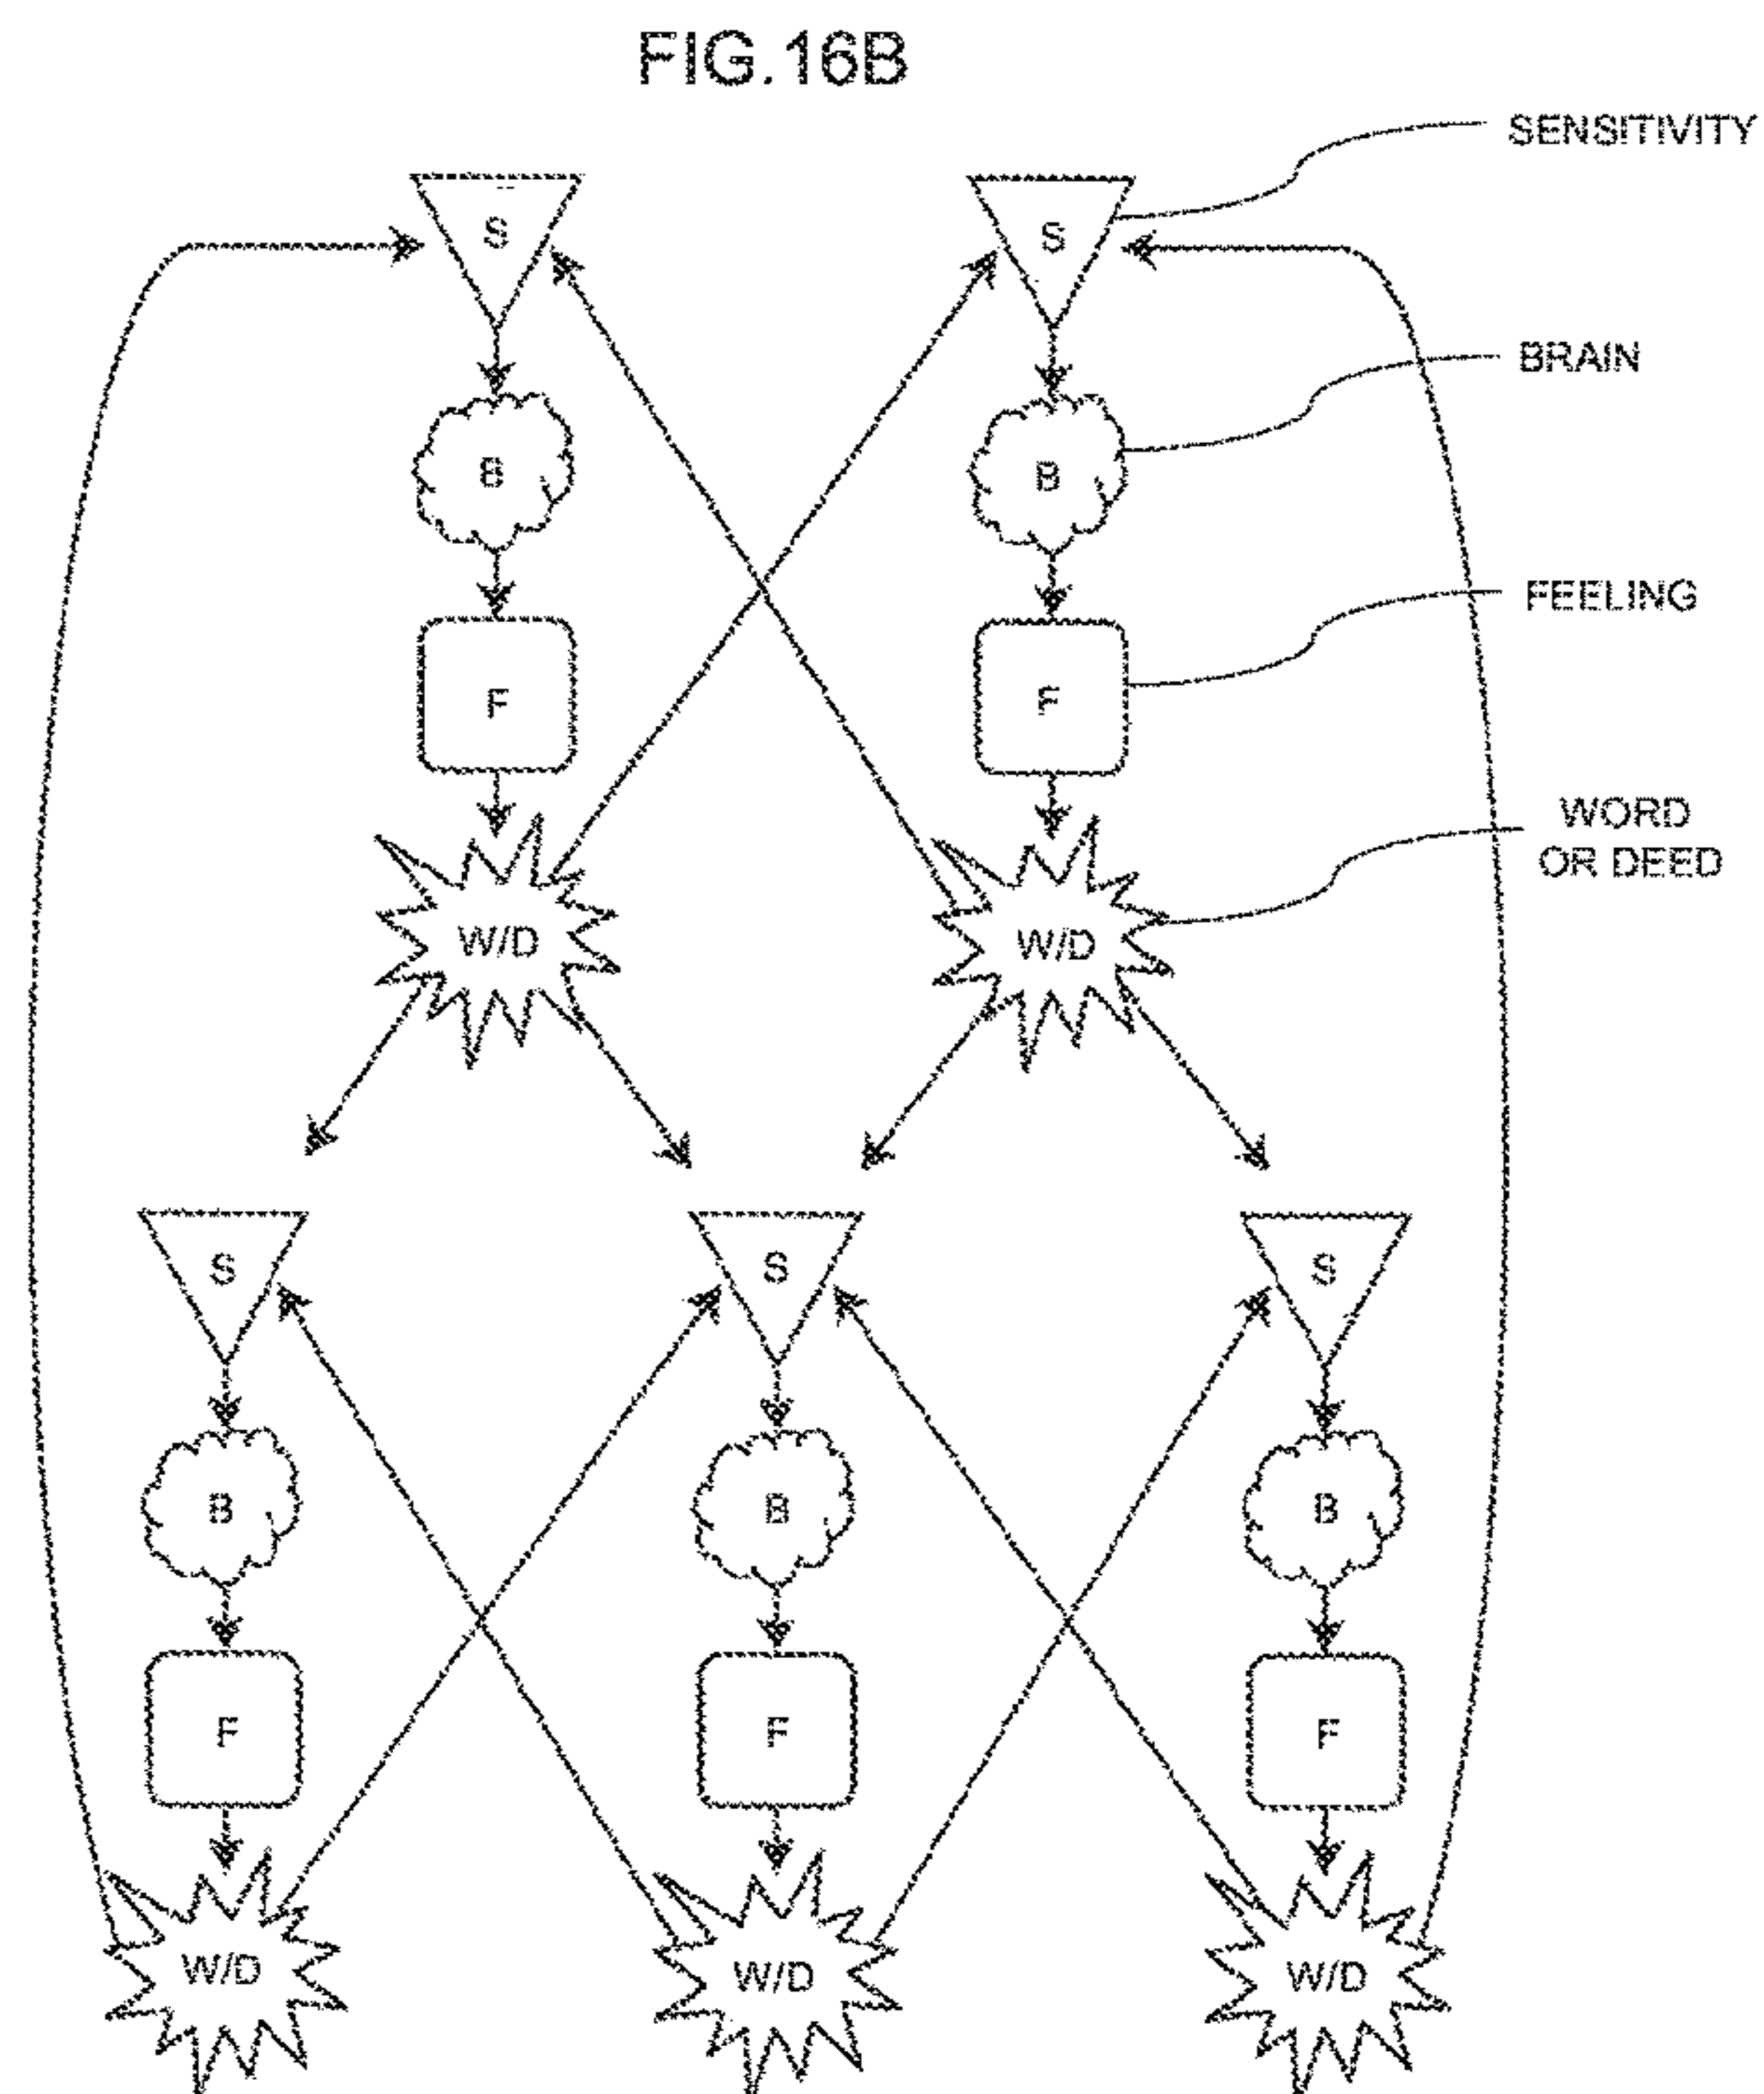 FIG.16B
SENSITIVITY
S
S
BRAIN
B
B
FEELING
F
F
WORD
OR DEED
W/D
W/D
S
S
S
B
B
B
F
F
F
W/D
W/D
W/D